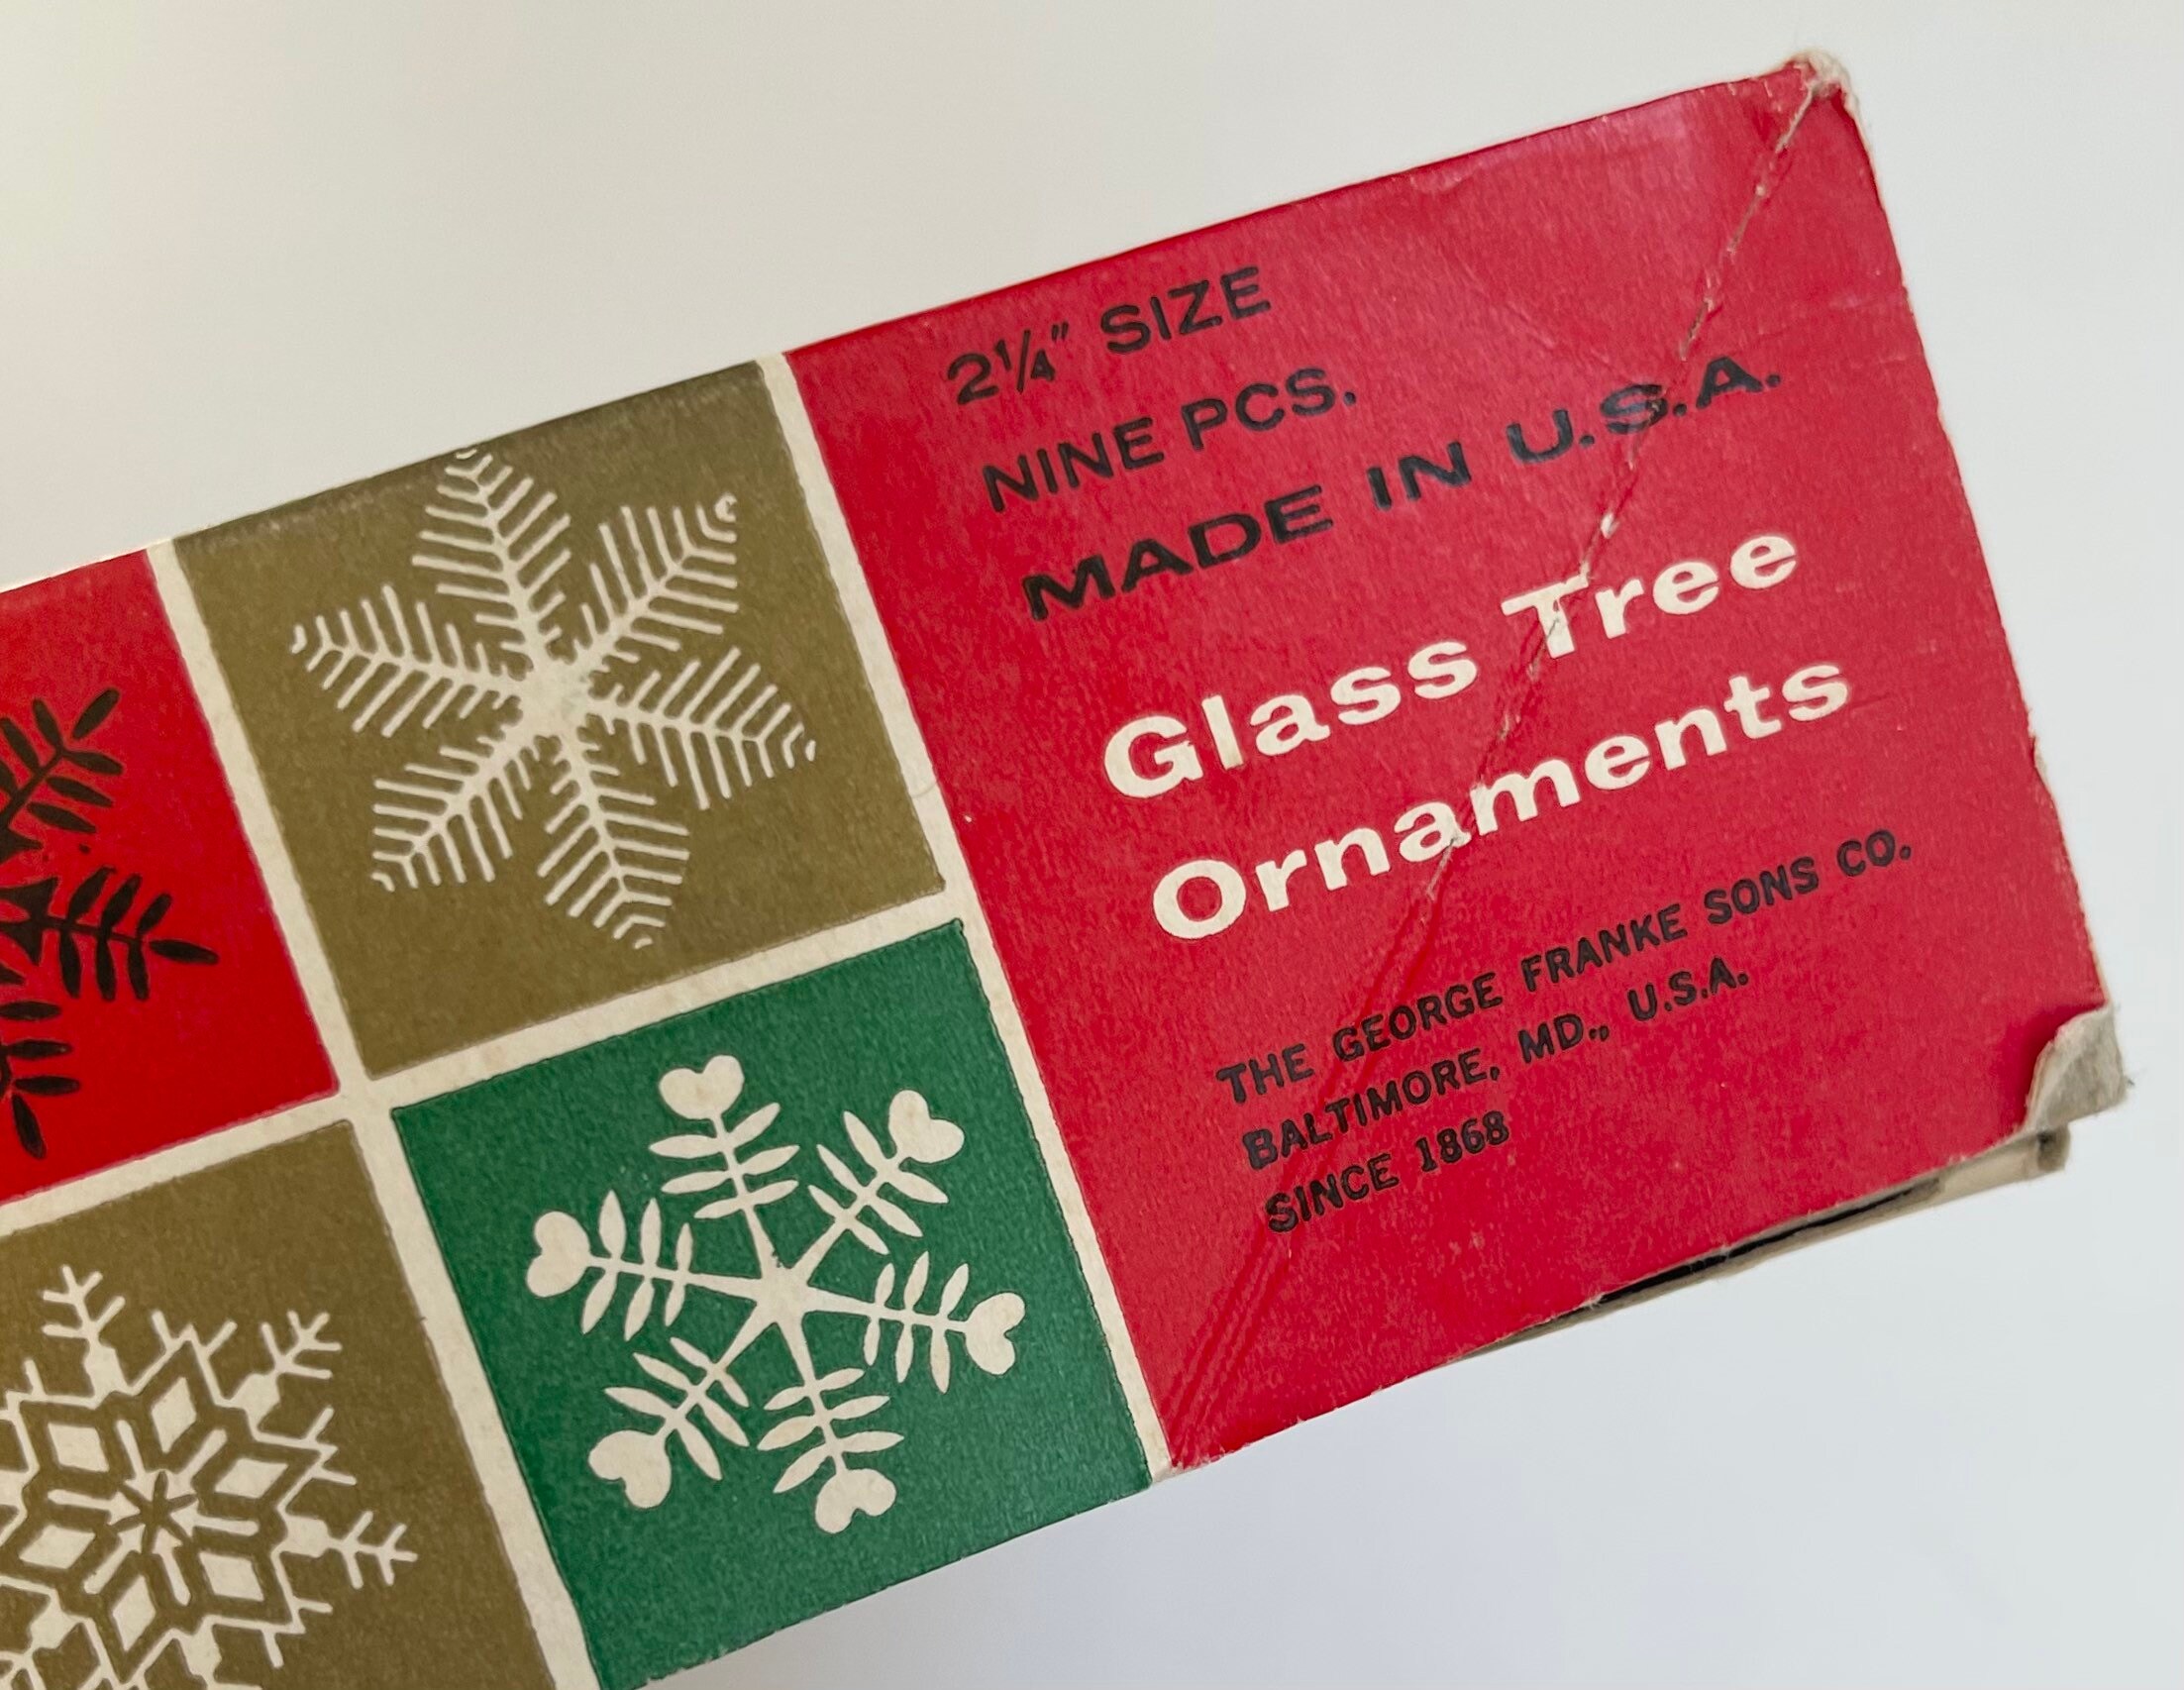 2¼" SIZE
NINE PCS.
MADE IN U.S.A.
Glass Tree
Ornaments
THE GEORGE FRANKE SONS CO.
BALTIMORE, MD., U.S.A.
SINCE 1868